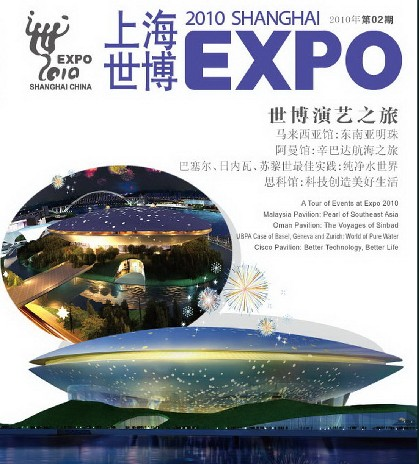 EXPO
2010
SHANGHAI CHINA
上海
世博
2010 SHANGHAI
EXPO
2010年第02期
世博演艺之旅
马来西亚馆:东南亚明珠
阿曼馆:辛巴达航海之旅
巴塞尔、日内瓦、苏黎世最佳实践:纯净水世界
思科馆:科技创造美好生活
A Tour of Events at Expo 2010
Malaysia Pavilion: Pearl of Southeast Asia
Oman Pavilion: The Voyages of Sinbad
UBPA Case of Basel, Geneva and Zurich: World of Pure Water
Cisco Pavilion: Better Technology, Better Life